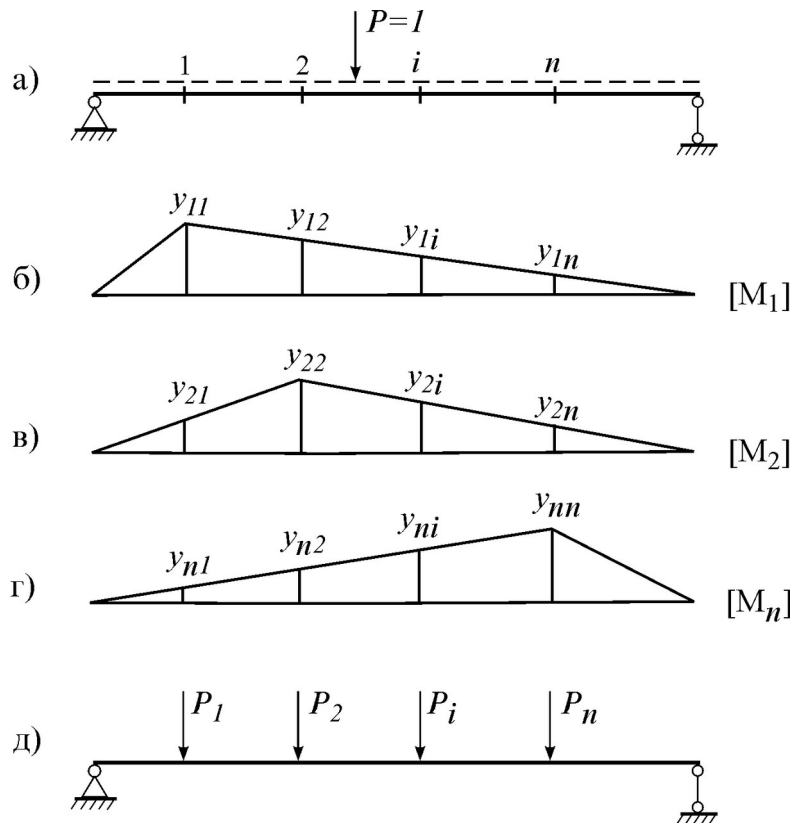 P=1
а) 1 2 i n
y11 y12 y1i y1n
б) [M1]
y21 y22 y2i y2n
в) [M2]
yn1 yn2 yni ynn
г) [Mn]
P1 P2 Pi Pn
д)